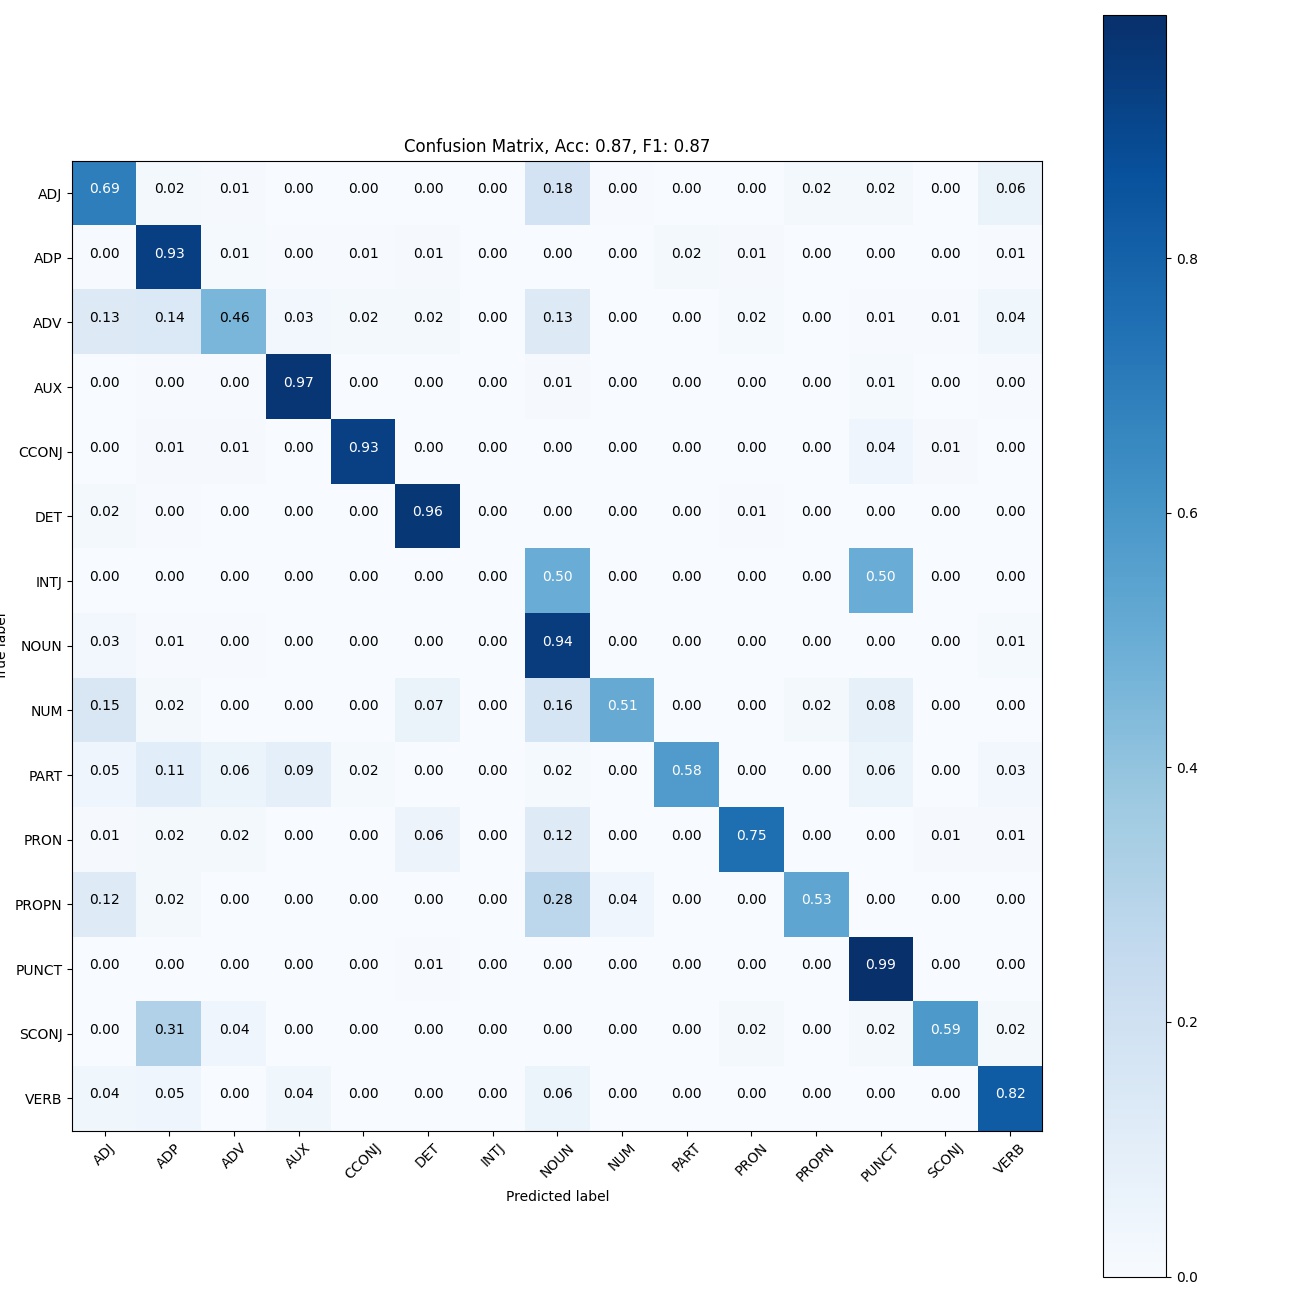 Confusion Matrix, Acc: 0.87, F1: 0.87
ADJ 0.69 0.02 0.01 0.00 0.00 0.00 0.00 0.18 0.00 0.00 0.00 0.02 0.02 0.00 0.06
ADP 0.00 0.93 0.01 0.00 0.01 0.01 0.00 0.00 0.00 0.02 0.01 0.00 0.00 0.00 0.01
ADV 0.13 0.14 0.46 0.03 0.02 0.02 0.00 0.13 0.00 0.00 0.02 0.00 0.01 0.01 0.04
AUX 0.00 0.00 0.00 0.97 0.00 0.00 0.00 0.01 0.00 0.00 0.00 0.00 0.01 0.00 0.00
CCONJ 0.00 0.01 0.01 0.00 0.93 0.00 0.00 0.00 0.00 0.00 0.00 0.00 0.04 0.01 0.00
DET 0.02 0.00 0.00 0.00 0.00 0.96 0.00 0.00 0.00 0.00 0.01 0.00 0.00 0.00 0.00
INTJ 0.00 0.00 0.00 0.00 0.00 0.00 0.00 0.50 0.00 0.00 0.00 0.00 0.50 0.00 0.00
NOUN 0.03 0.01 0.00 0.00 0.00 0.00 0.00 0.94 0.00 0.00 0.00 0.00 0.00 0.00 0.01
NUM 0.15 0.02 0.00 0.00 0.00 0.07 0.00 0.16 0.51 0.00 0.00 0.02 0.08 0.00 0.00
PART 0.05 0.11 0.06 0.09 0.02 0.00 0.00 0.02 0.00 0.58 0.00 0.00 0.06 0.00 0.03
PRON 0.01 0.02 0.02 0.00 0.00 0.06 0.00 0.12 0.00 0.00 0.75 0.00 0.00 0.01 0.01
PROPN 0.12 0.02 0.00 0.00 0.00 0.00 0.00 0.28 0.04 0.00 0.00 0.53 0.00 0.00 0.00
PUNCT 0.00 0.00 0.00 0.00 0.00 0.01 0.00 0.00 0.00 0.00 0.00 0.00 0.99 0.00 0.00
SCONJ 0.00 0.31 0.04 0.00 0.00 0.00 0.00 0.00 0.00 0.00 0.02 0.00 0.02 0.59 0.02
VERB 0.04 0.05 0.00 0.04 0.00 0.00 0.00 0.06 0.00 0.00 0.00 0.00 0.00 0.00 0.82
ADJ ADP ADV AUX CCONJ DET INTJ NOUN NUM PART PRON PROPN PUNCT SCONJ VERB
Predicted label
0.8
0.6
0.4
0.2
0.0